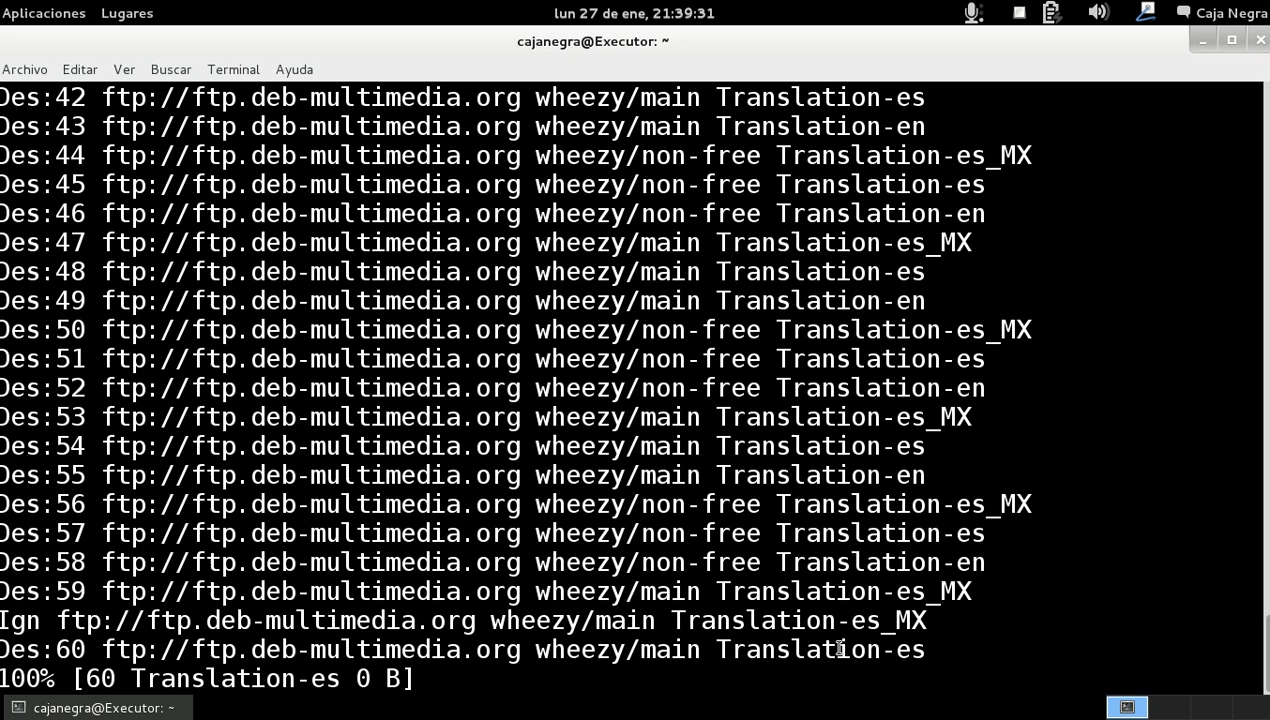 Aplicaciones Lugares lun 27 de ene, 21:39:31 Caja Negra
cajanegra@Executor: ~
Archivo Editar Ver Buscar Terminal Ayuda
Des:42 ftp://ftp.deb-multimedia.org wheezy/main Translation-es
Des:43 ftp://ftp.deb-multimedia.org wheezy/main Translation-en
Des:44 ftp://ftp.deb-multimedia.org wheezy/non-free Translation-es_MX
Des:45 ftp://ftp.deb-multimedia.org wheezy/non-free Translation-es
Des:46 ftp://ftp.deb-multimedia.org wheezy/non-free Translation-en
Des:47 ftp://ftp.deb-multimedia.org wheezy/main Translation-es_MX
Des:48 ftp://ftp.deb-multimedia.org wheezy/main Translation-es
Des:49 ftp://ftp.deb-multimedia.org wheezy/main Translation-en
Des:50 ftp://ftp.deb-multimedia.org wheezy/non-free Translation-es_MX
Des:51 ftp://ftp.deb-multimedia.org wheezy/non-free Translation-es
Des:52 ftp://ftp.deb-multimedia.org wheezy/non-free Translation-en
Des:53 ftp://ftp.deb-multimedia.org wheezy/main Translation-es_MX
Des:54 ftp://ftp.deb-multimedia.org wheezy/main Translation-es
Des:55 ftp://ftp.deb-multimedia.org wheezy/main Translation-en
Des:56 ftp://ftp.deb-multimedia.org wheezy/non-free Translation-es_MX
Des:57 ftp://ftp.deb-multimedia.org wheezy/non-free Translation-es
Des:58 ftp://ftp.deb-multimedia.org wheezy/non-free Translation-en
Des:59 ftp://ftp.deb-multimedia.org wheezy/main Translation-es_MX
Ign ftp://ftp.deb-multimedia.org wheezy/main Translation-es_MX
Des:60 ftp://ftp.deb-multimedia.org wheezy/main Translation-es
100% [60 Translation-es 0 B]
cajanegra@Executor: ~